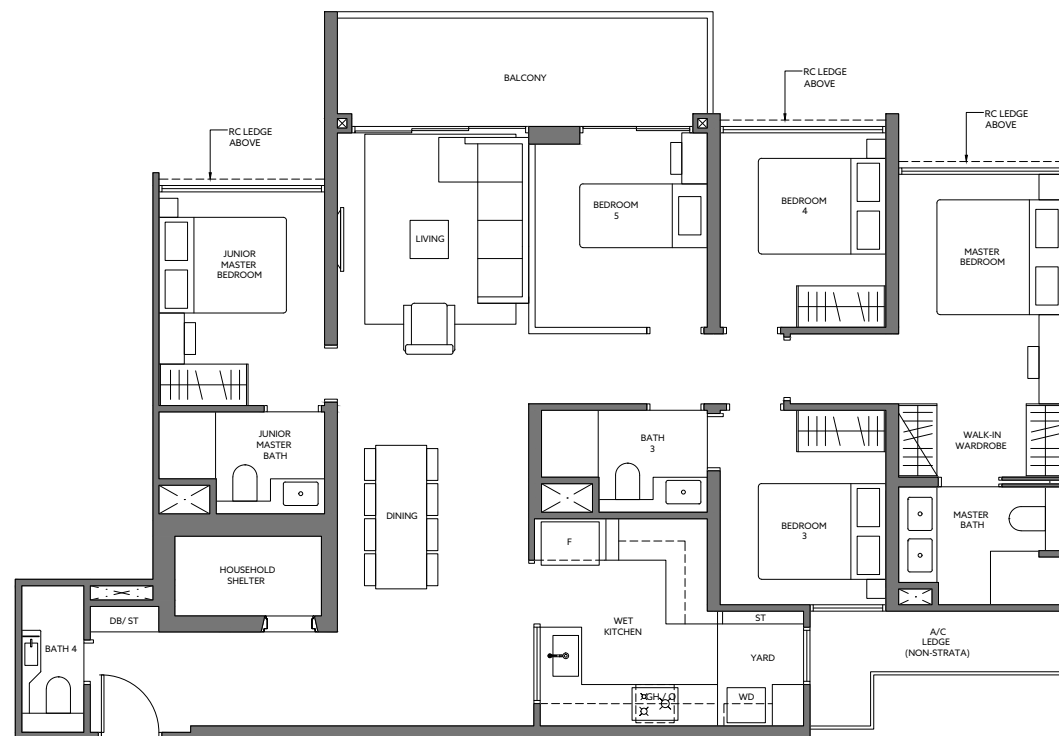 BALCONY
RC LEDGE
ABOVE
RC LEDGE
ABOVE
RC LEDGE
ABOVE
JUNIOR
MASTER
BEDROOM
LIVING
BEDROOM
5
BEDROOM
4
MASTER
BEDROOM
JUNIOR
MASTER
BATH
BATH
3
WALK-IN
WARDROBE
DINING
BEDROOM
3
MASTER
BATH
F
HOUSEHOLD
SHELTER
DB/ ST
WET
KITCHEN
ST
A/C
LEDGE
(NON-STRATA)
BATH 4
YARD
WD